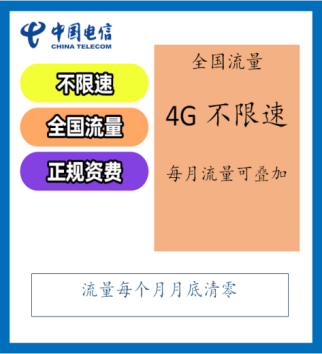 中国电信
CHINA TELECOM
不限速
全国流量
正规资费
全国流量
4G 不限速
每月流量可叠加
流量每个月月底清零